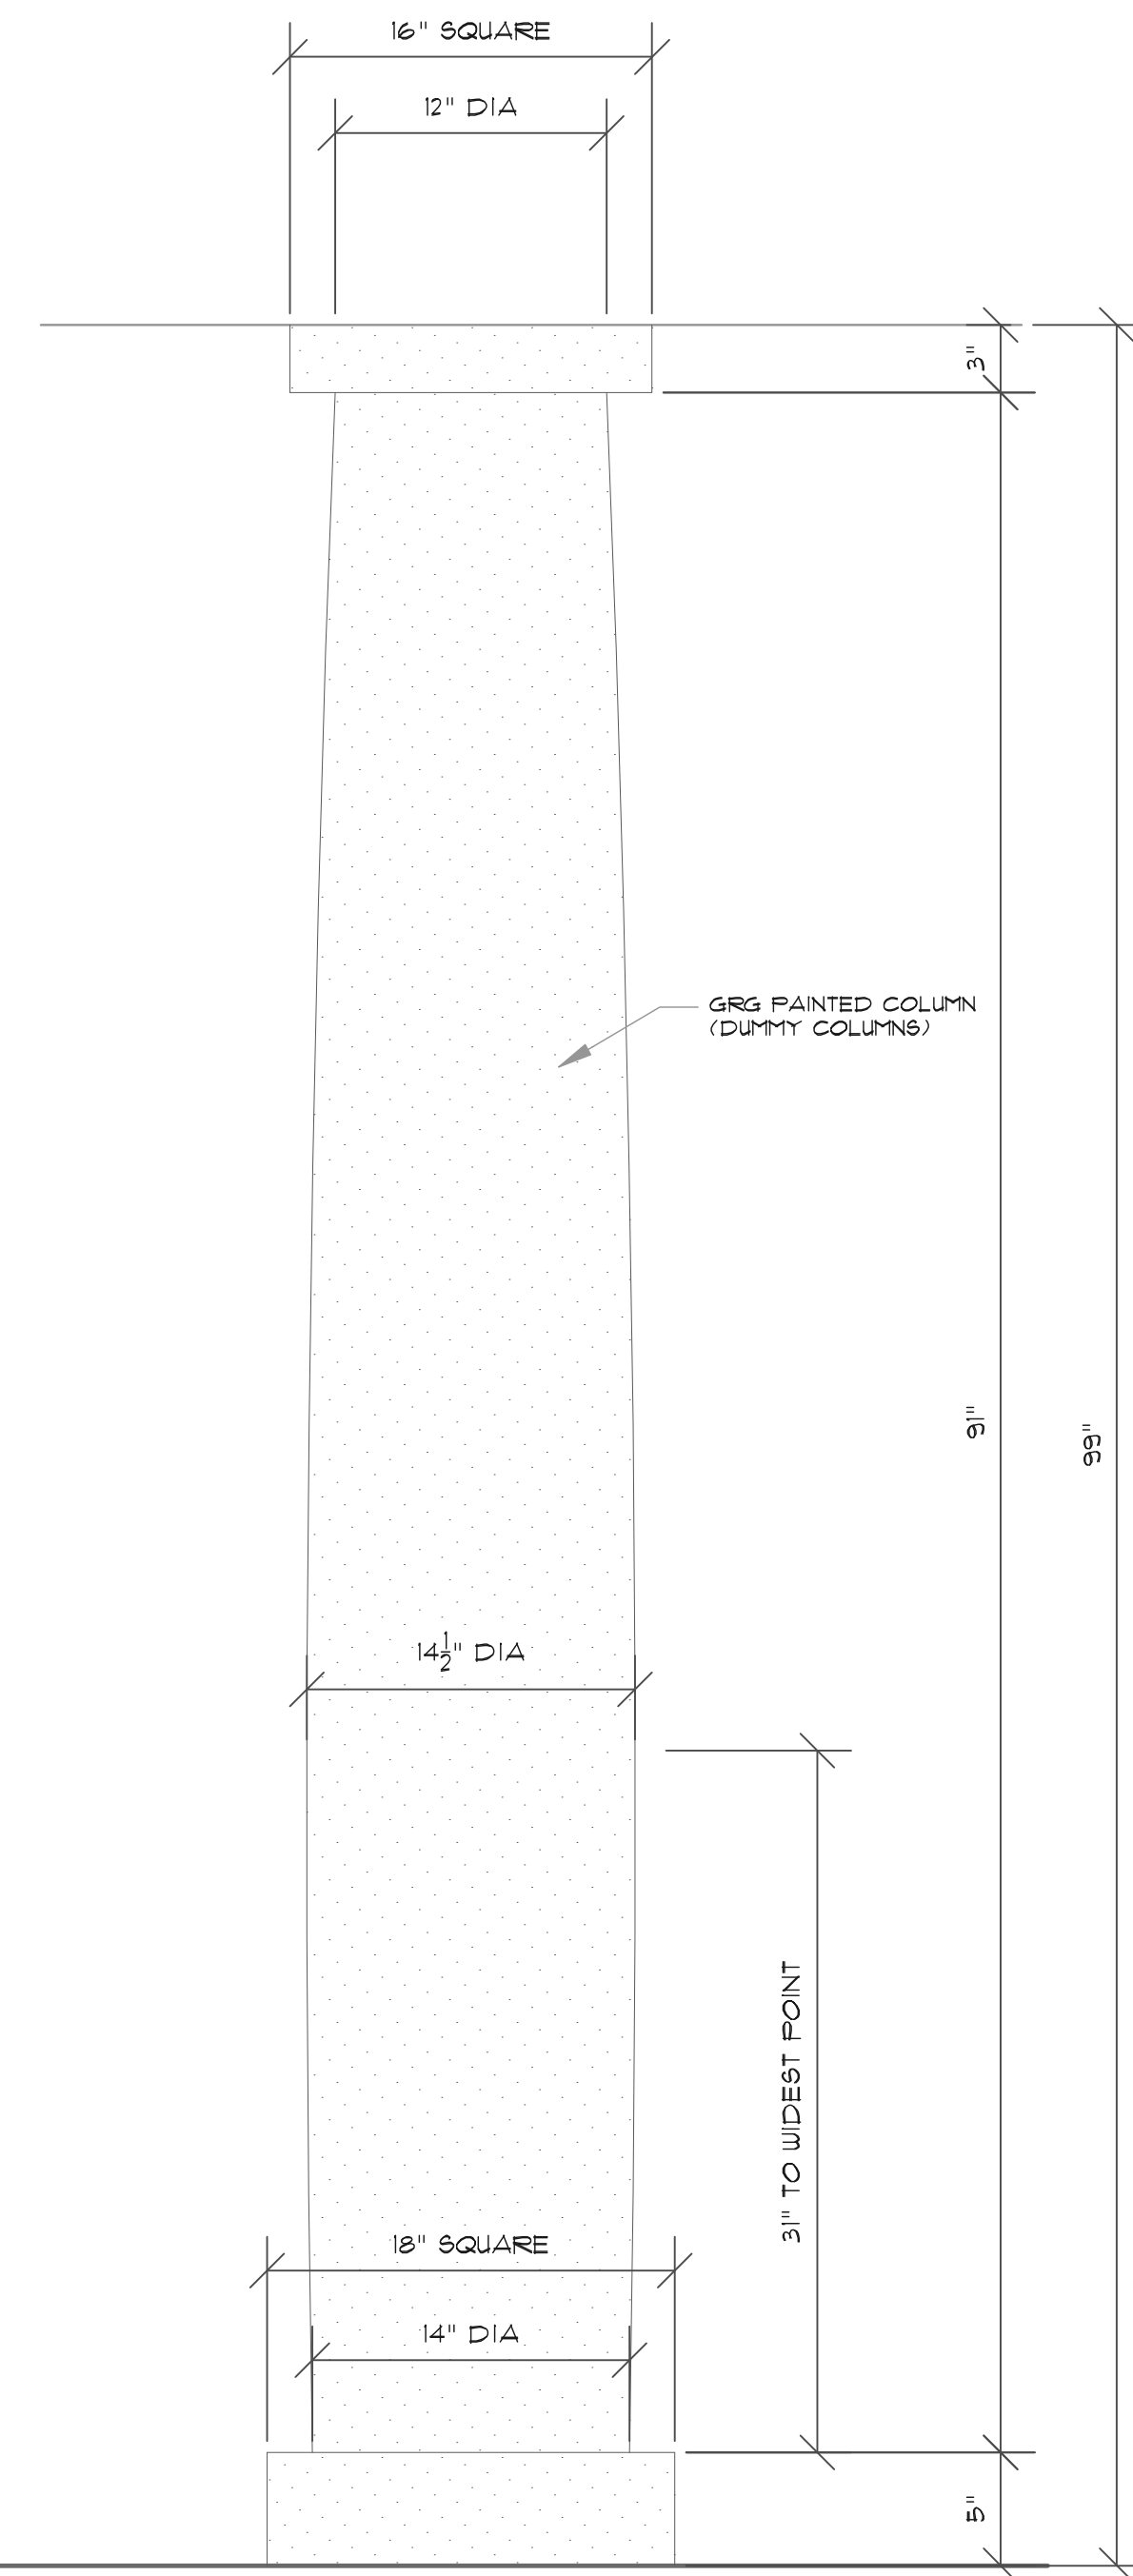 16" SQUARE
12" DIA
3"
GRG PAINTED COLUMN
(DUMMY COLUMNS)
91"
99"
14½" DIA
31" TO WIDEST POINT
18" SQUARE
14" DIA
5"